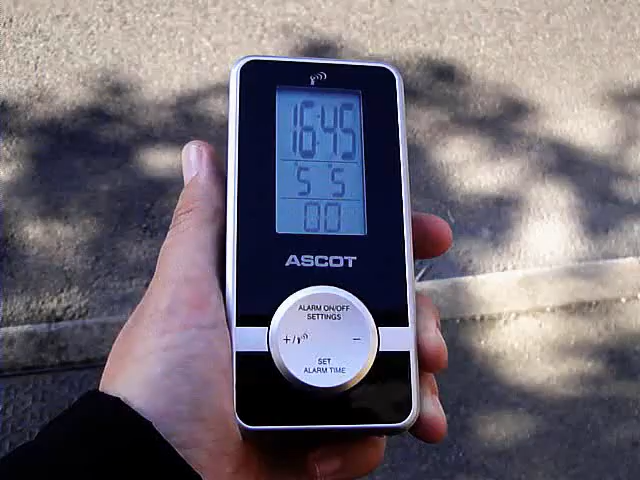 16:45
5 5
00
ASCOT
ALARM ON/OFF
SETTINGS
+/ –
SET
ALARM TIME